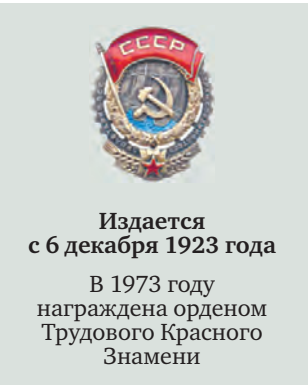 СССР
Издается
с 6 декабря 1923 года
В 1973 году
награждена орденом
Трудового Красного
Знамени